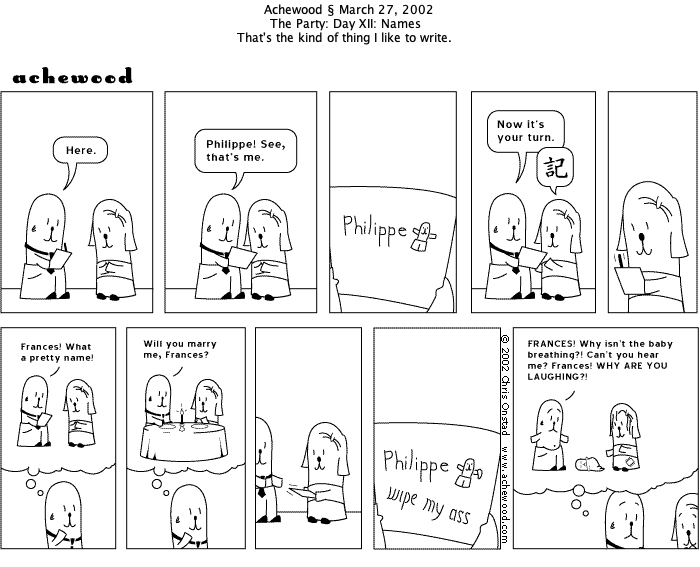 Achewood § March 27, 2002
The Party: Day XII: Names
That's the kind of thing I like to write.
achewood
Here.
Philippe! See,
that's me.
Philippe
Now it's
your turn.
記
Frances! What
a pretty name!
Will you marry
me, Frances?
Philippe
wipe my ass
© 2002 Chris Onstad www.achewood.com
FRANCES! Why isn't the baby
breathing?! Can't you hear
me? Frances! WHY ARE YOU
LAUGHING?!